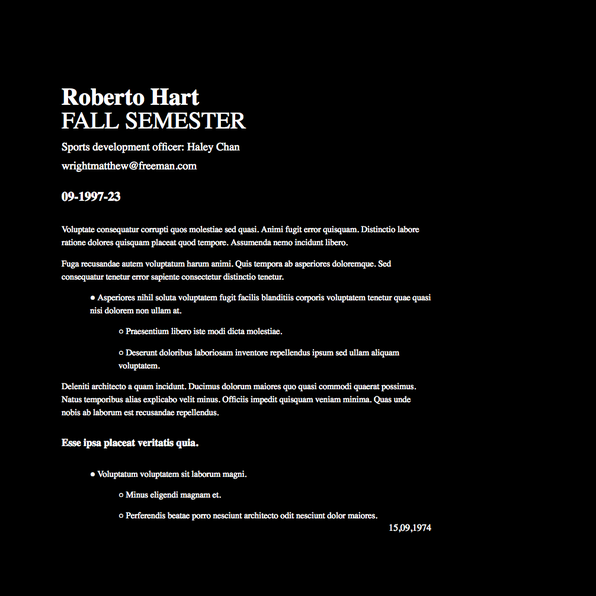 Roberto Hart
FALL SEMESTER
Sports development officer: Haley Chan
wrightmatthew@freeman.com
09-1997-23
Voluptate consequatur corrupti quos molestiae sed quasi. Animi fugit error quisquam. Distinctio labore
ratione dolores quisquam placeat quod tempore. Assumenda nemo incidunt libero.
Fuga recusandae autem voluptatum harum animi. Quis tempora ab asperiores doloremque. Sed
consequatur tenetur error sapiente consectetur distinctio tenetur.
● Asperiores nihil soluta voluptatem fugit facilis blanditiis corporis voluptatem tenetur quae quasi
nisi dolorem non ullam at.
○ Praesentium libero iste modi dicta molestiae.
○ Deserunt doloribus laboriosam inventore repellendus ipsum sed ullam aliquam
voluptatem.
Deleniti architecto a quam incidunt. Ducimus dolorum maiores quo quasi commodi quaerat possimus.
Natus temporibus alias explicabo velit minus. Officiis impedit quisquam veniam minima. Quas unde
nobis ab laborum est recusandae repellendus.
Esse ipsa placeat veritatis quia.
● Voluptatum voluptatem sit laborum magni.
○ Minus eligendi magnam et.
○ Perferendis beatae porro nesciunt architecto odit nesciunt dolor maiores.
15,09,1974